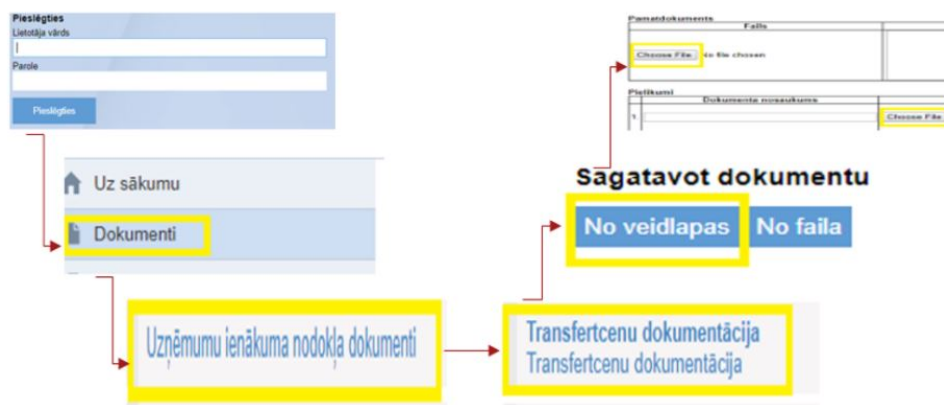 Pieslēgties
Lietotāja vārds
Parole
Pieslēgties
Uz sākumu
Dokumenti
Uzņēmumu ienākuma nodokļa dokumenti
Transfertcenu dokumentācija
Transfertcenu dokumentācija
Sagatavot dokumentu
No veidlapas No faila
Pamatdokuments
Fails
Choose File No file chosen
Pielikumi
Dokumenta nosaukums
1 Choose File